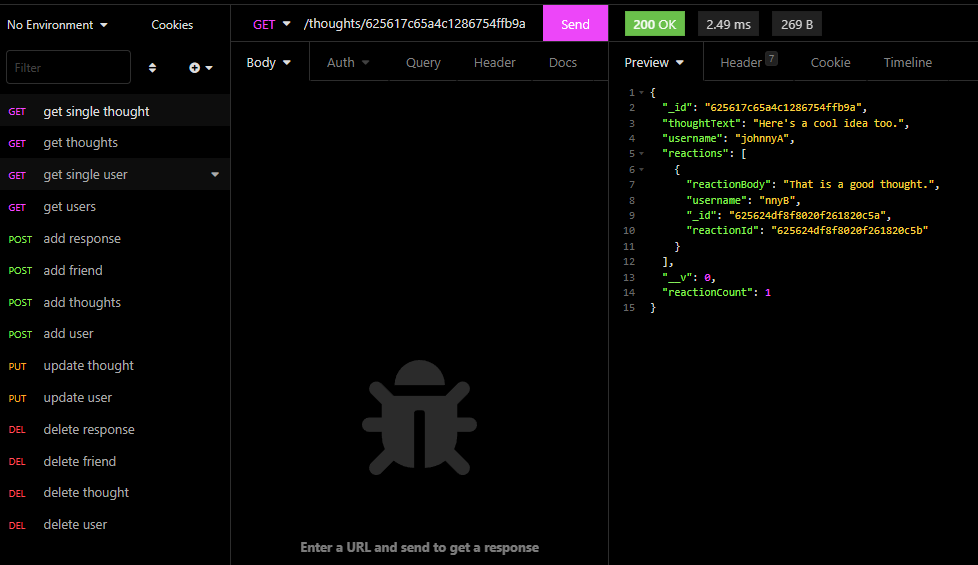 No Environment
Cookies
Filter
GET get single thought
GET get thoughts
GET get single user
GET get users
POST add response
POST add friend
POST add thoughts
POST add user
PUT update thought
PUT update user
DEL delete response
DEL delete friend
DEL delete thought
DEL delete user
GET /thoughts/625617c65a4c1286754ffb9a Send
Body Auth Query Header Docs
Enter a URL and send to get a response
200 OK 2.49 ms 269 B
Preview Header 7 Cookie Timeline
1 {
2 "_id": "625617c65a4c1286754ffb9a",
3 "thoughtText": "Here's a cool idea too.",
4 "username": "johnnyA",
5 "reactions": [
6 {
7 "reactionBody": "That is a good thought.",
8 "username": "nnyB",
9 "_id": "625624df8f8020f261820c5a",
10 "reactionId": "625624df8f8020f261820c5b"
11 }
12 ],
13 "__v": 0,
14 "reactionCount": 1
15 }